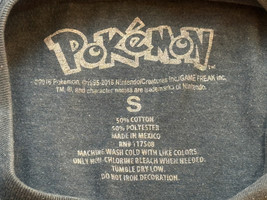 POKéMON
©2016 Pokémon. ©1995-2016 Nintendo/Creatures Inc./GAME FREAK inc.
TM, ®, and character names are trademarks of Nintendo.
S
50% COTTON
50% POLYESTER
MADE IN MEXICO
RN# 17508
MACHINE WASH COLD WITH LIKE COLORS.
ONLY NON-CHLORINE BLEACH WHEN NEEDED.
TUMBLE DRY LOW.
DO NOT IRON DECORATION.